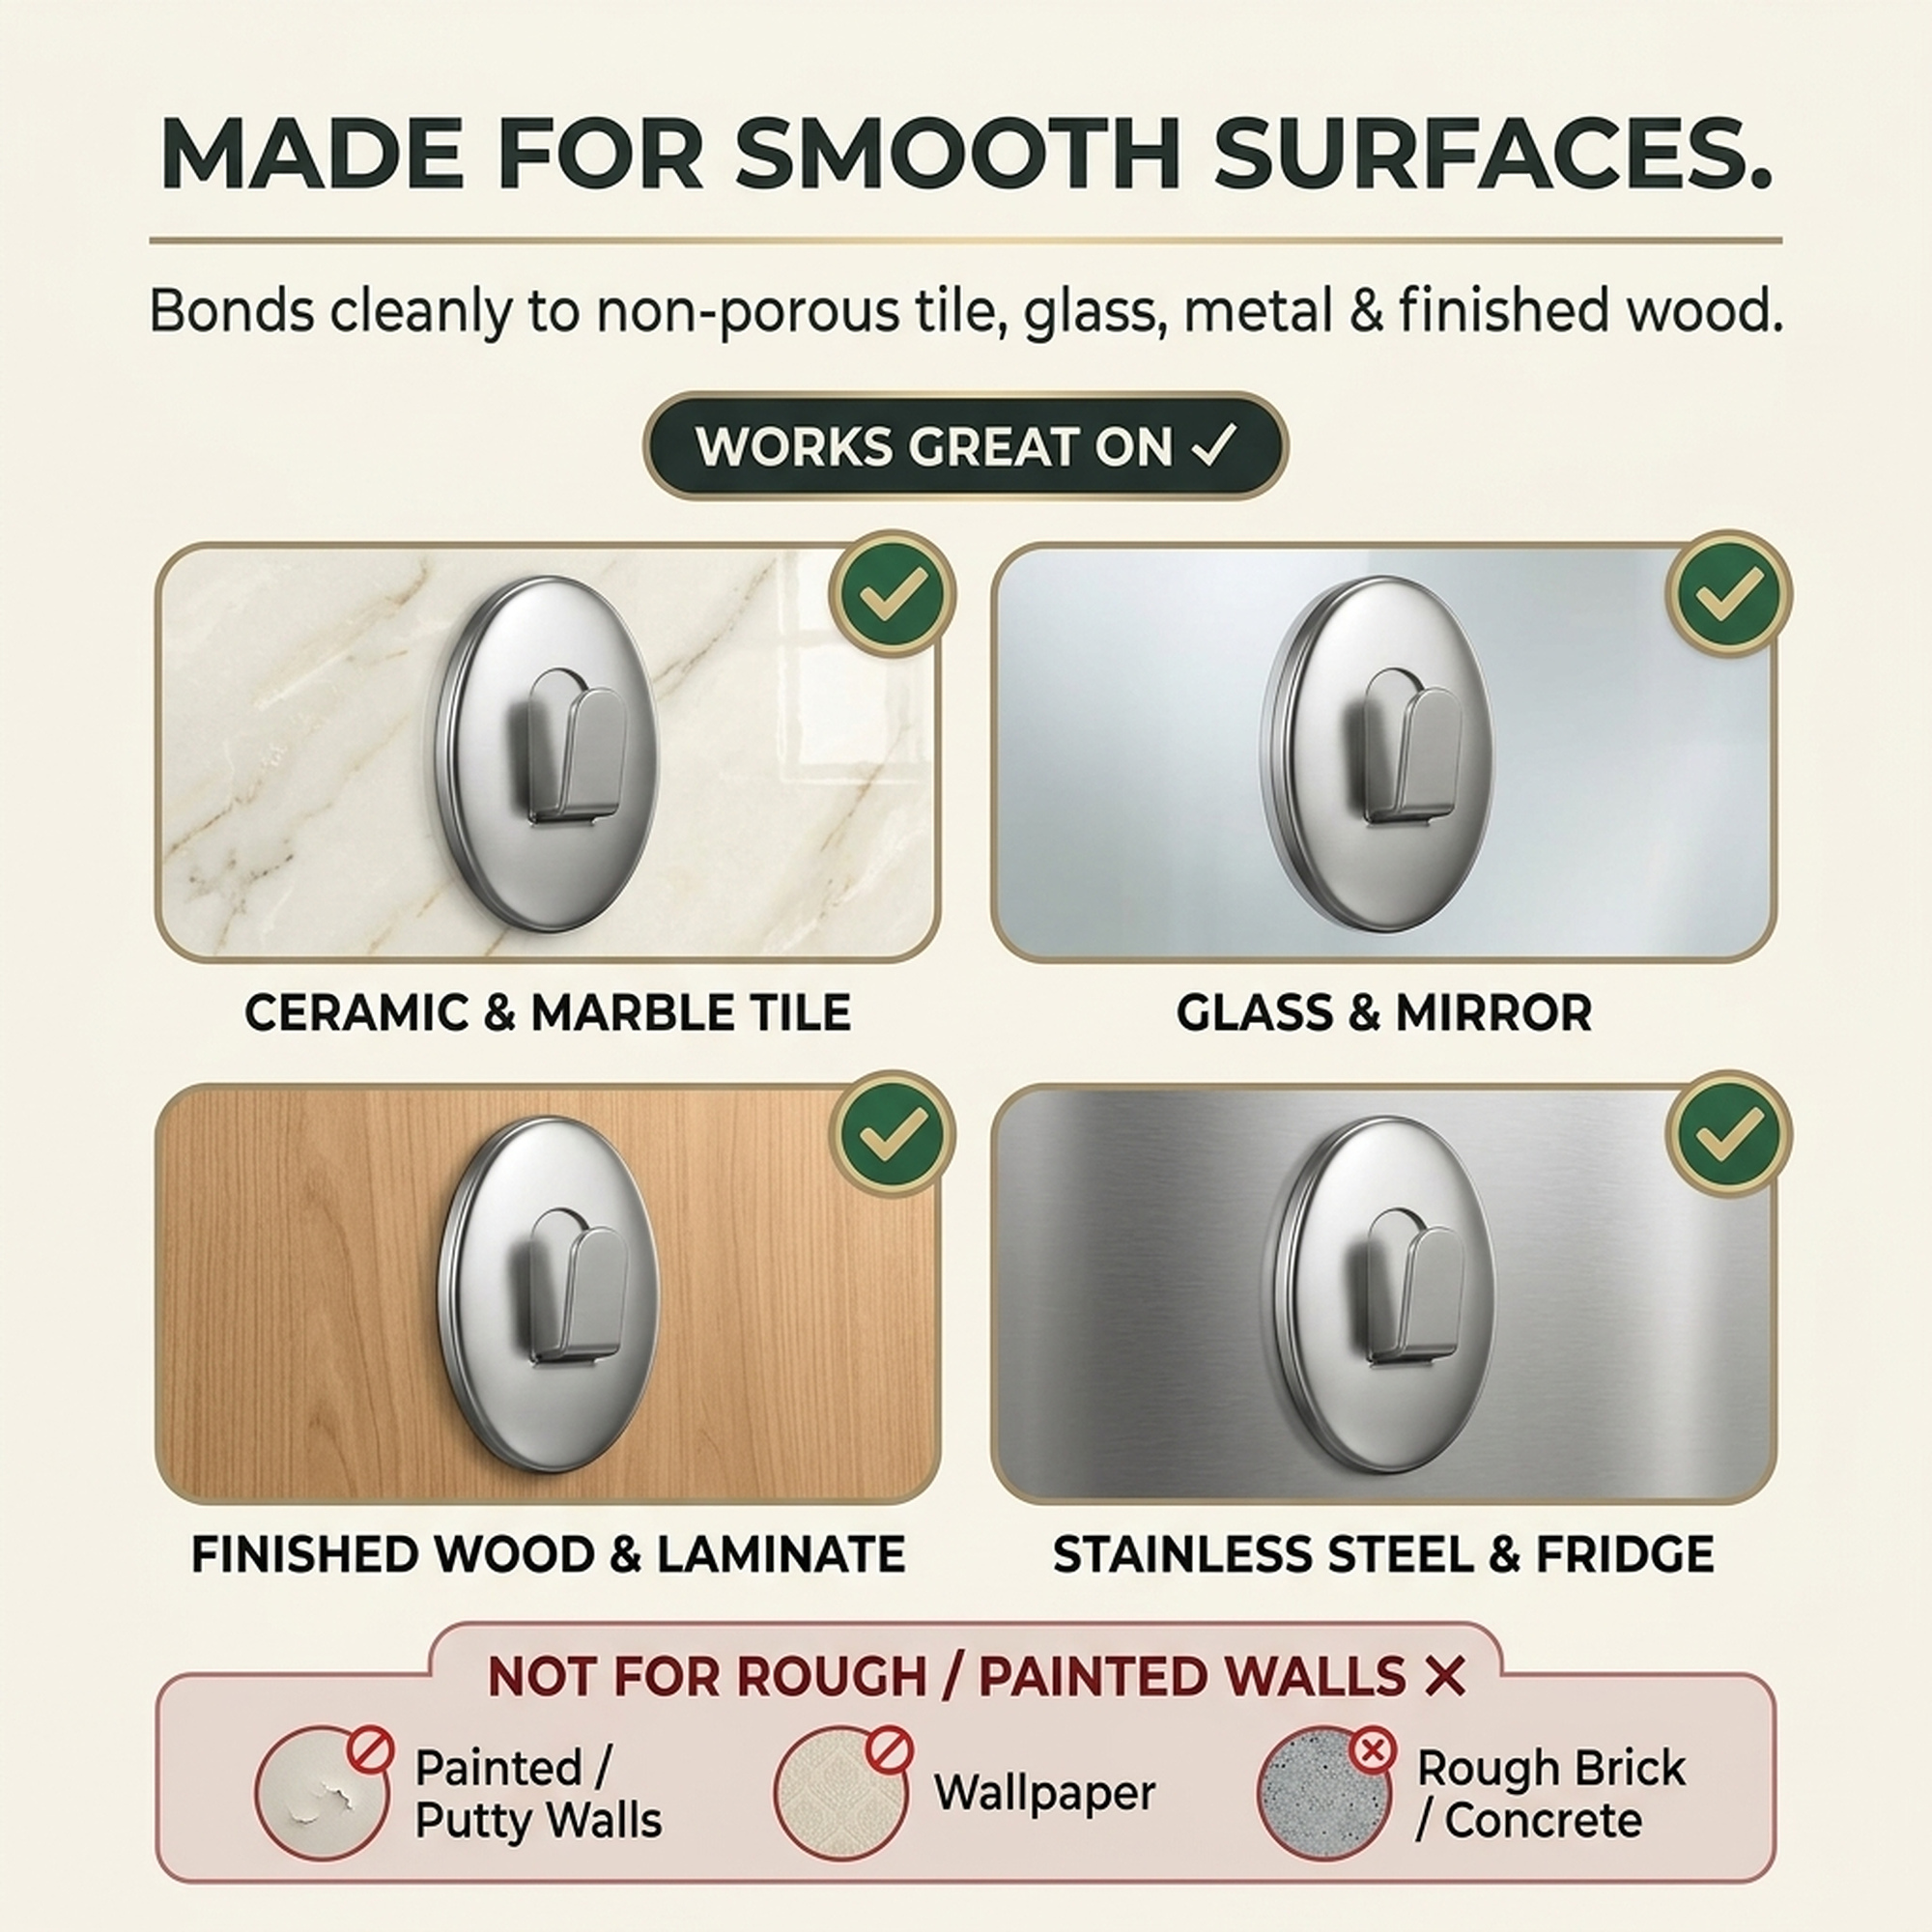 MADE FOR SMOOTH SURFACES.
Bonds cleanly to non-porous tile, glass, metal & finished wood.
WORKS GREAT ON ✓
CERAMIC & MARBLE TILE
GLASS & MIRROR
FINISHED WOOD & LAMINATE
STAINLESS STEEL & FRIDGE
NOT FOR ROUGH / PAINTED WALLS ✕
Painted /
Putty Walls
Wallpaper
Rough Brick
/ Concrete